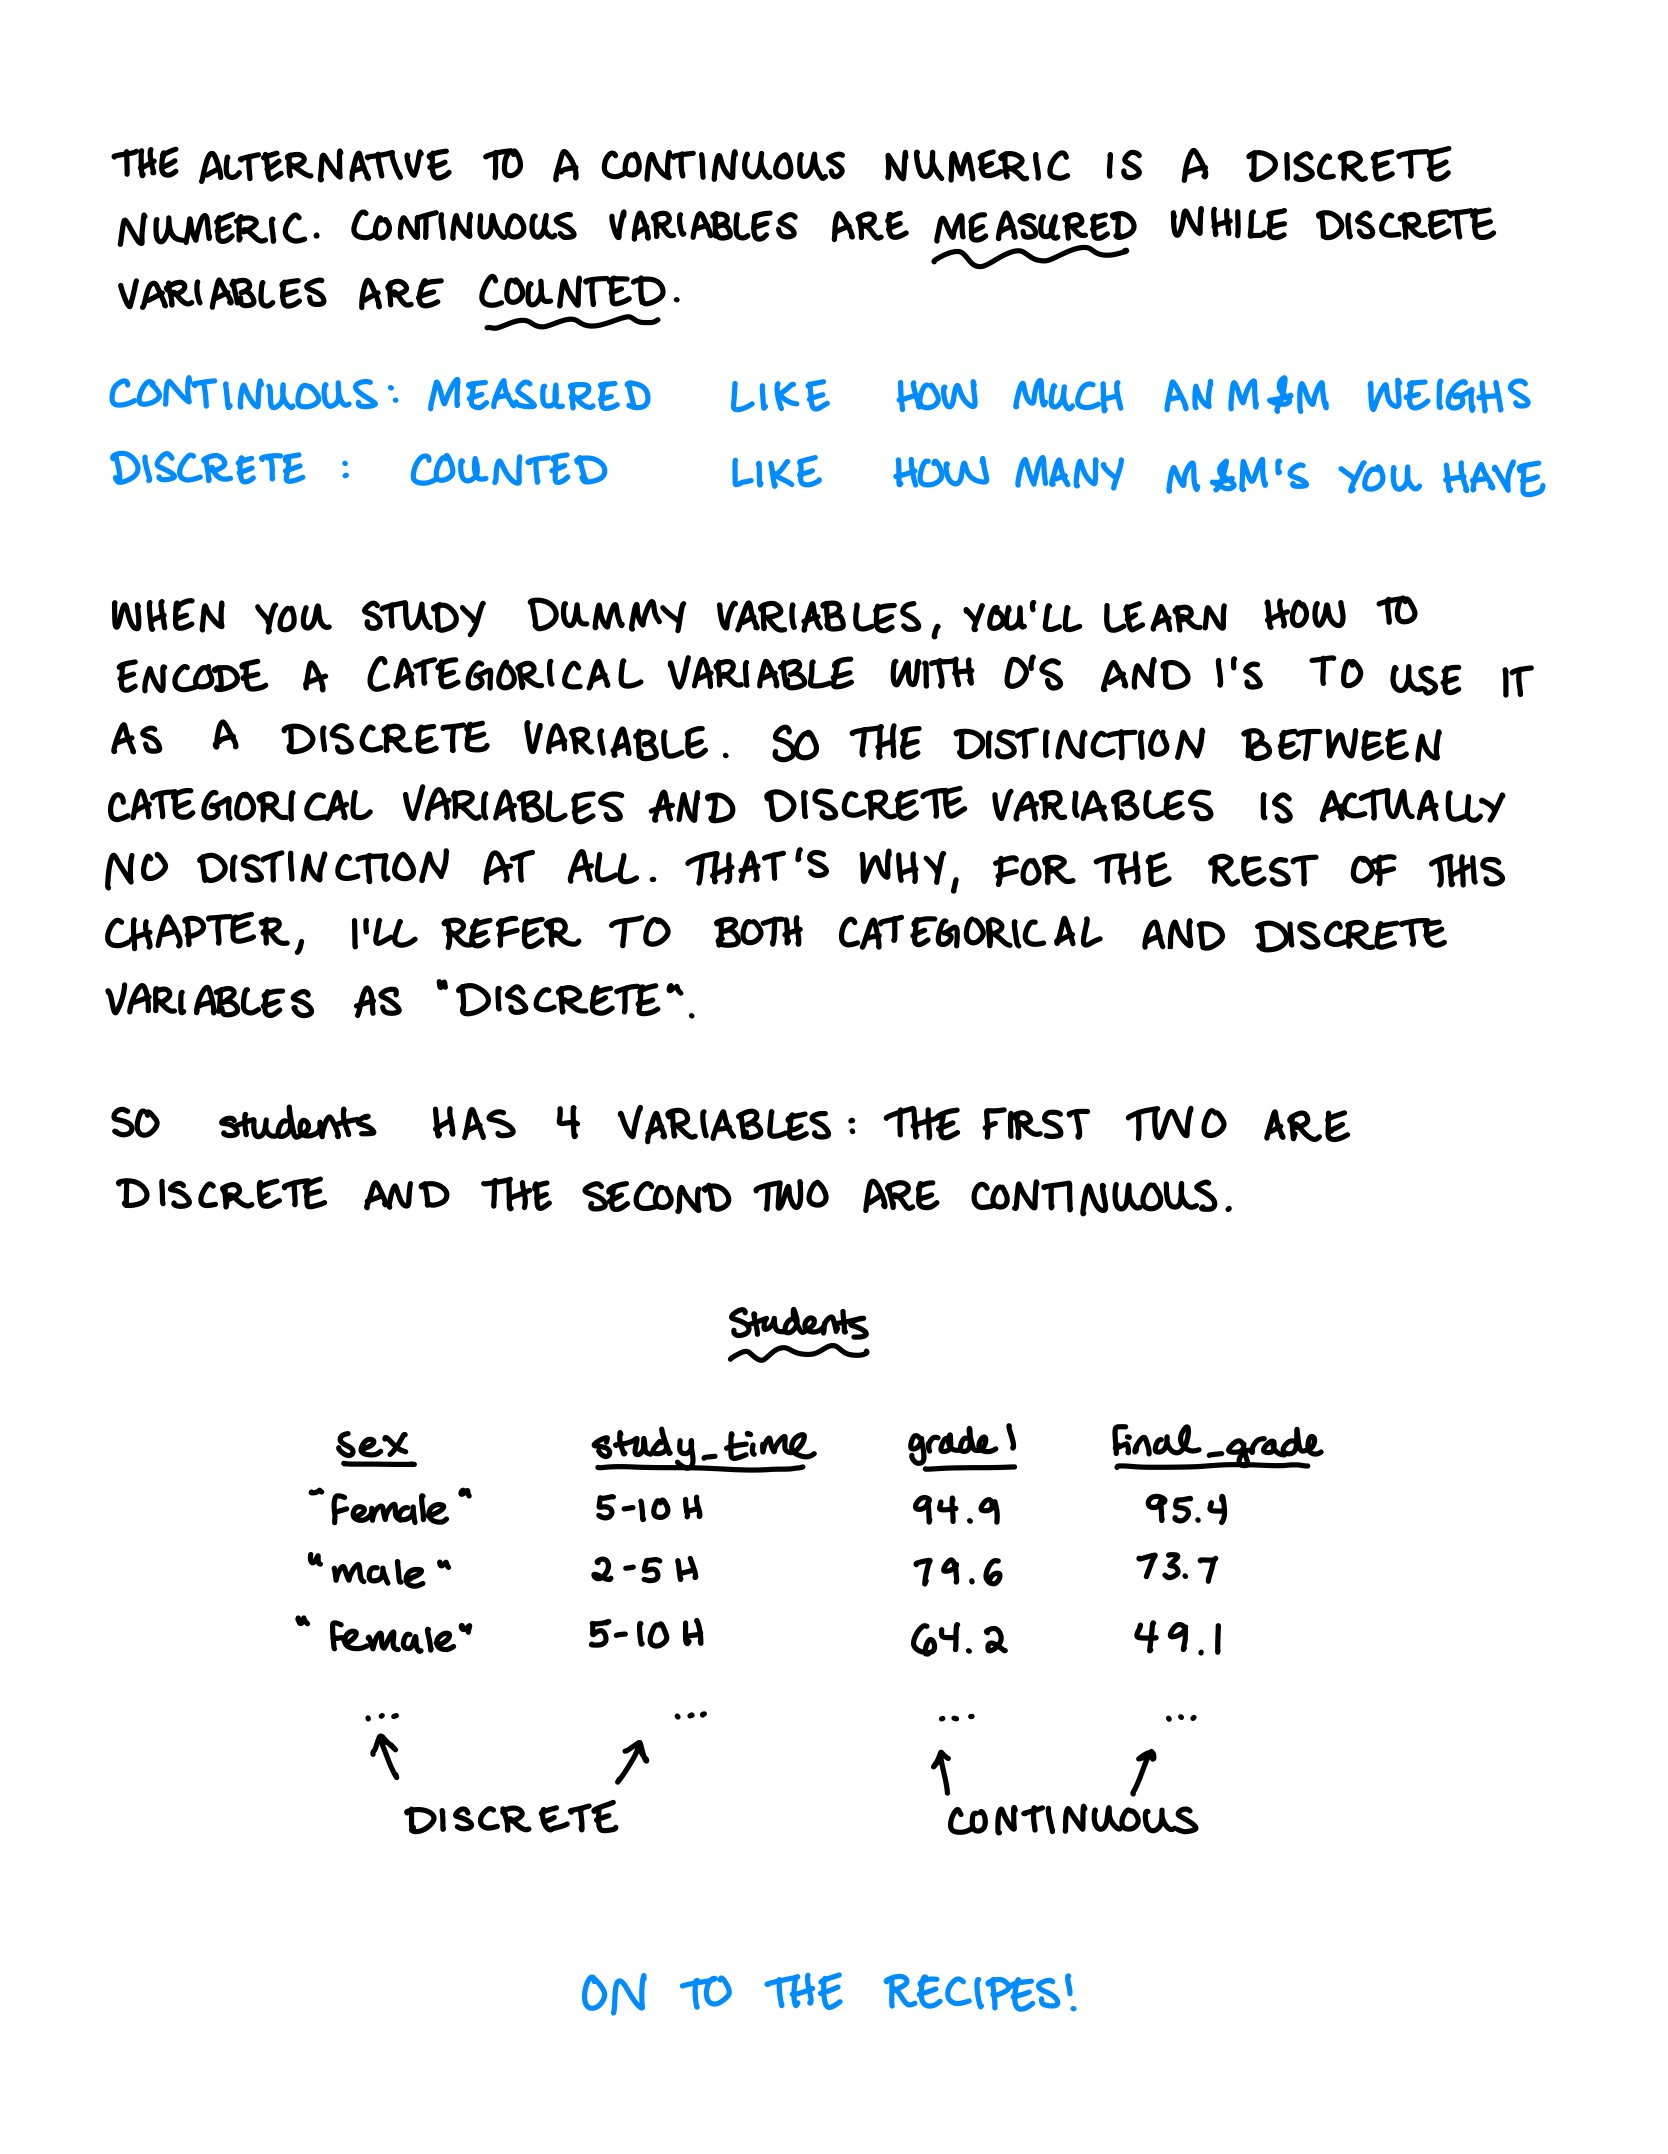 THE ALTERNATIVE TO A CONTINUOUS NUMERIC IS A DISCRETE
NUMERIC. CONTINUOUS VARIABLES ARE MEASURED WHILE DISCRETE
VARIABLES ARE COUNTED.
CONTINUOUS: MEASURED LIKE HOW MUCH AN M&M WEIGHS
DISCRETE : COUNTED LIKE HOW MANY M&M'S YOU HAVE
WHEN YOU STUDY DUMMY VARIABLES, YOU'LL LEARN HOW TO
ENCODE A CATEGORICAL VARIABLE WITH 0'S AND 1'S TO USE IT
AS A DISCRETE VARIABLE. SO THE DISTINCTION BETWEEN
CATEGORICAL VARIABLES AND DISCRETE VARIABLES IS ACTUALLY
NO DISTINCTION AT ALL. THAT'S WHY, FOR THE REST OF THIS
CHAPTER, I'LL REFER TO BOTH CATEGORICAL AND DISCRETE
VARIABLES AS "DISCRETE".
SO students HAS 4 VARIABLES: THE FIRST TWO ARE
DISCRETE AND THE SECOND TWO ARE CONTINUOUS.
Students
sex study_time grade1 final_grade
"female" 5-10 H 94.9 95.4
"male" 2-5 H 79.6 73.7
"female" 5-10 H 64.2 49.1
... ... ... ...
DISCRETE CONTINUOUS
ON TO THE RECIPES!